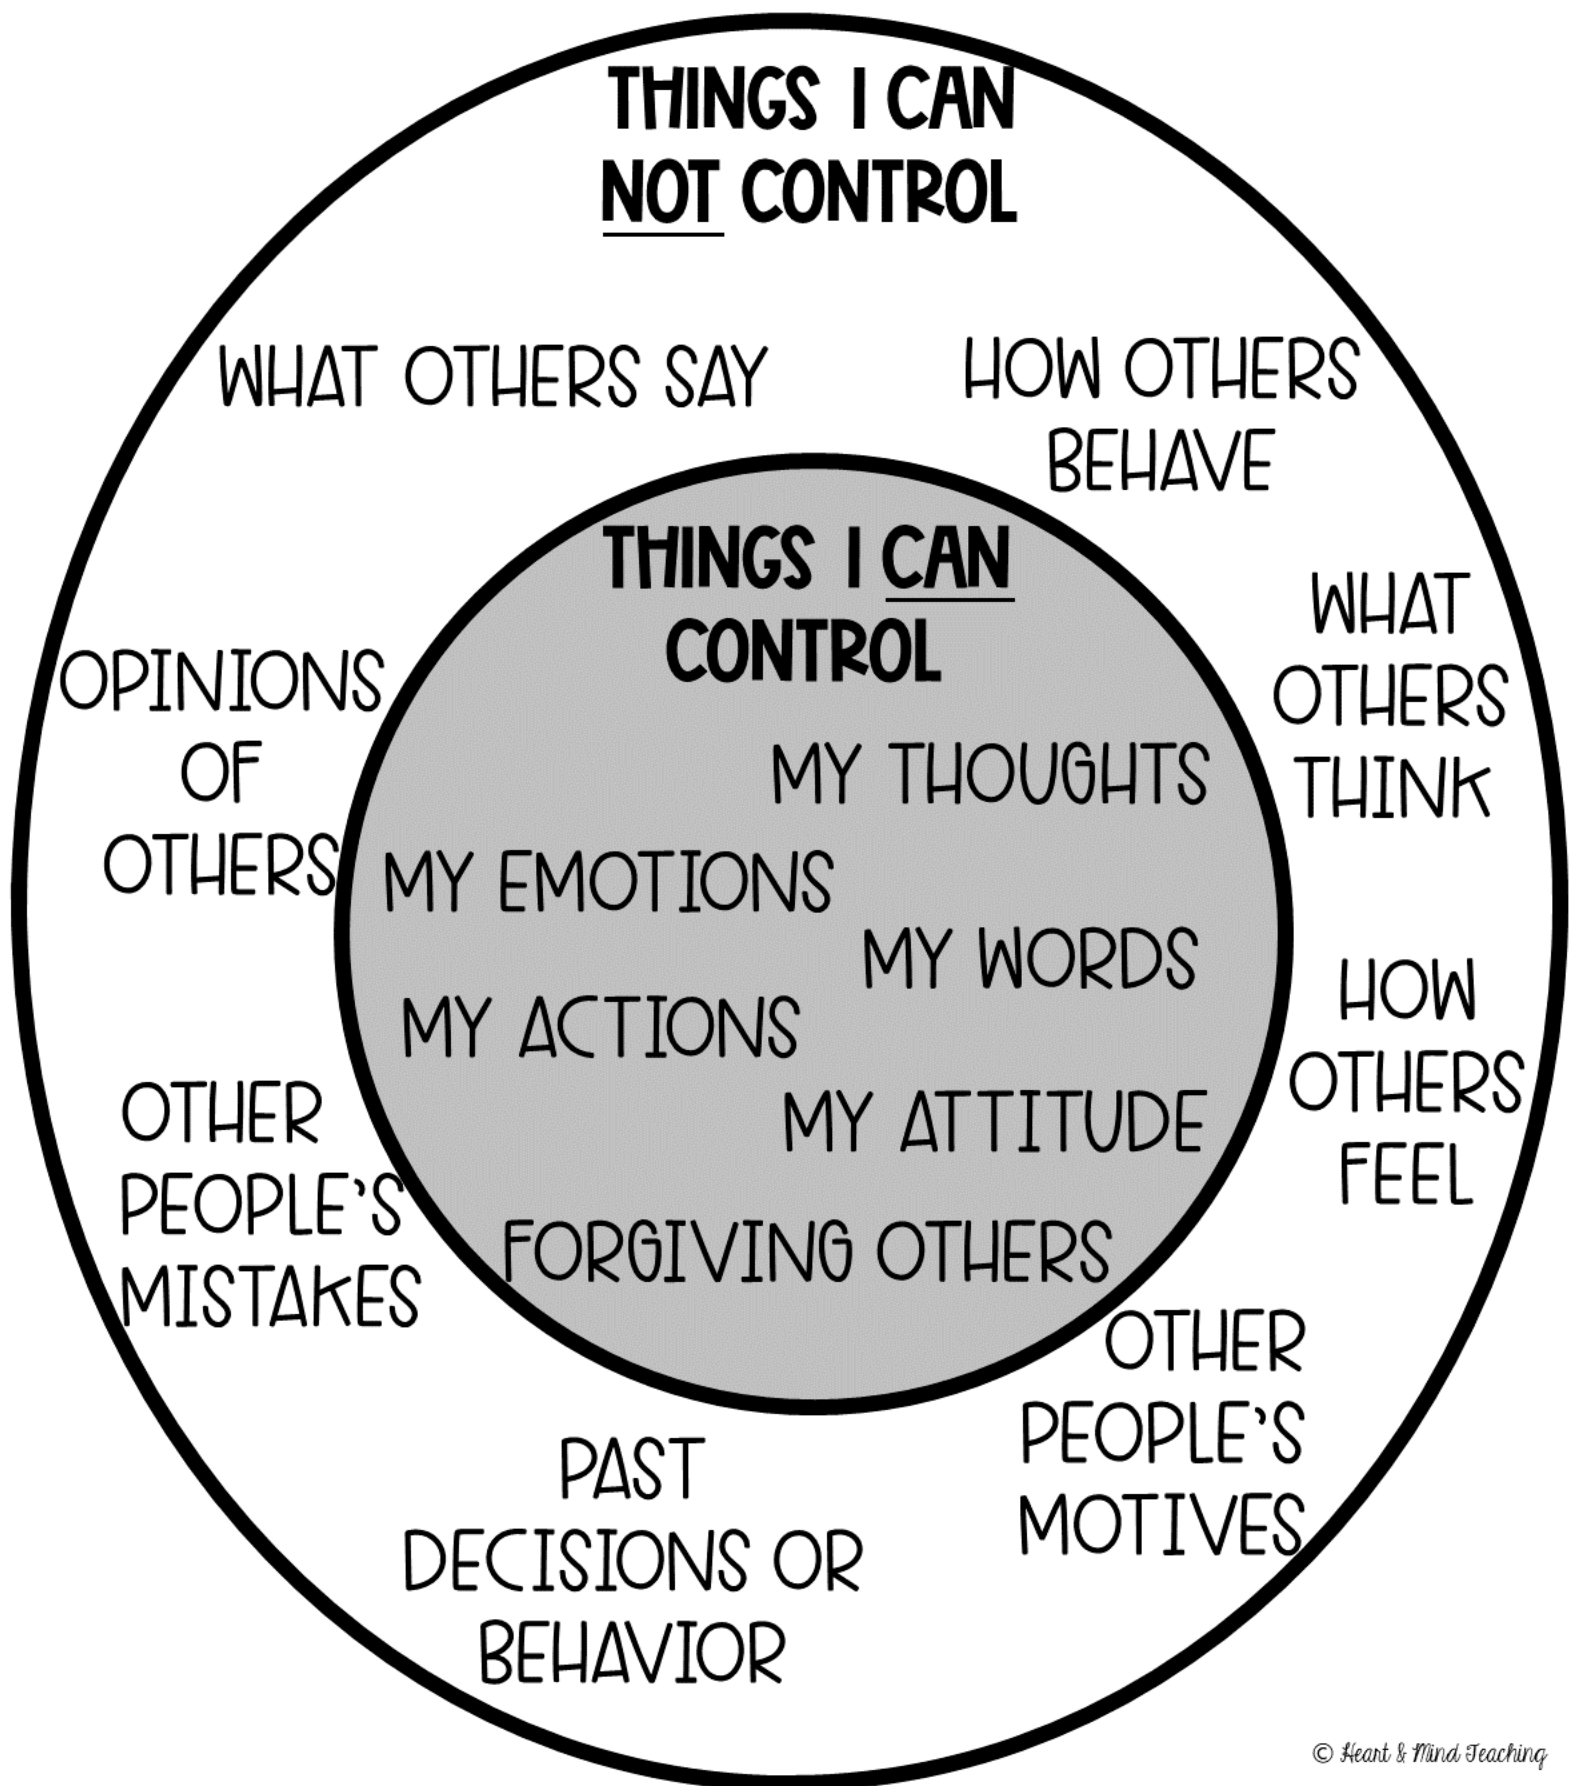 THINGS I CAN
NOT CONTROL
WHAT OTHERS SAY
HOW OTHERS
BEHAVE
OPINIONS
OF
OTHERS
WHAT
OTHERS
THINK
THINGS I CAN
CONTROL
MY THOUGHTS
MY EMOTIONS
MY WORDS
MY ACTIONS
MY ATTITUDE
FORGIVING OTHERS
HOW
OTHERS
FEEL
OTHER
PEOPLE'S
MISTAKES
OTHER
PEOPLE'S
MOTIVES
PAST
DECISIONS OR
BEHAVIOR
© Heart & Mind Teaching